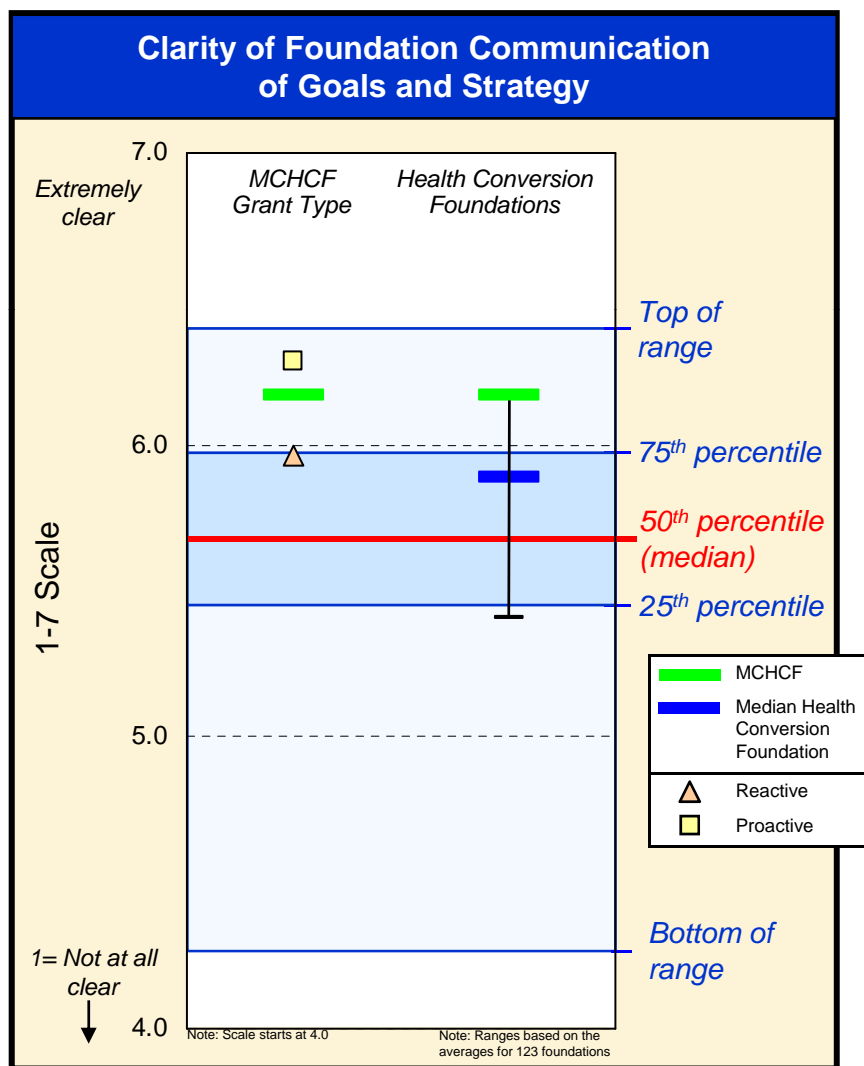 Clarity of Foundation Communication
of Goals and Strategy
7.0
Extremely
clear
MCHCF
Grant Type
Health Conversion
Foundations
Top of
range
6.0
75th percentile
50th percentile
(median)
25th percentile
1-7 Scale
MCHCF
Median Health
Conversion
Foundation
5.0
Reactive
Proactive
Bottom of
range
1= Not at all
clear
4.0
Note: Scale starts at 4.0
Note: Ranges based on the
averages for 123 foundations